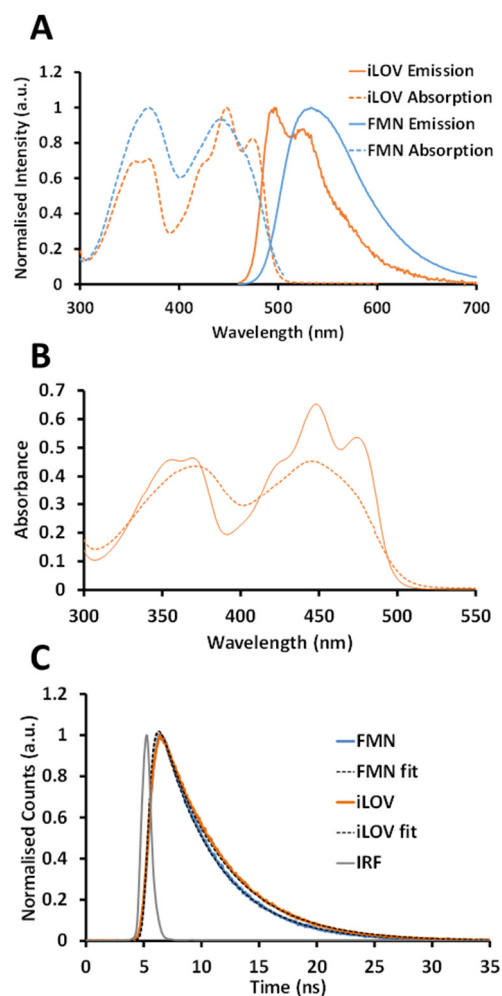 A
iLOV Emission
iLOV Absorption
FMN Emission
FMN Absorption
Normalised Intensity (a.u.)
1.2
1
0.8
0.6
0.4
0.2
0
300 400 500 600 700
Wavelength (nm)
B
Absorbance
0.7
0.6
0.5
0.4
0.3
0.2
0.1
0
300 350 400 450 500 550
Wavelength (nm)
C
Normalised Counts (a.u.)
1.2
1
0.8
0.6
0.4
0.2
0
FMN
FMN fit
iLOV
iLOV fit
IRF
0 5 10 15 20 25 30 35
Time (ns)